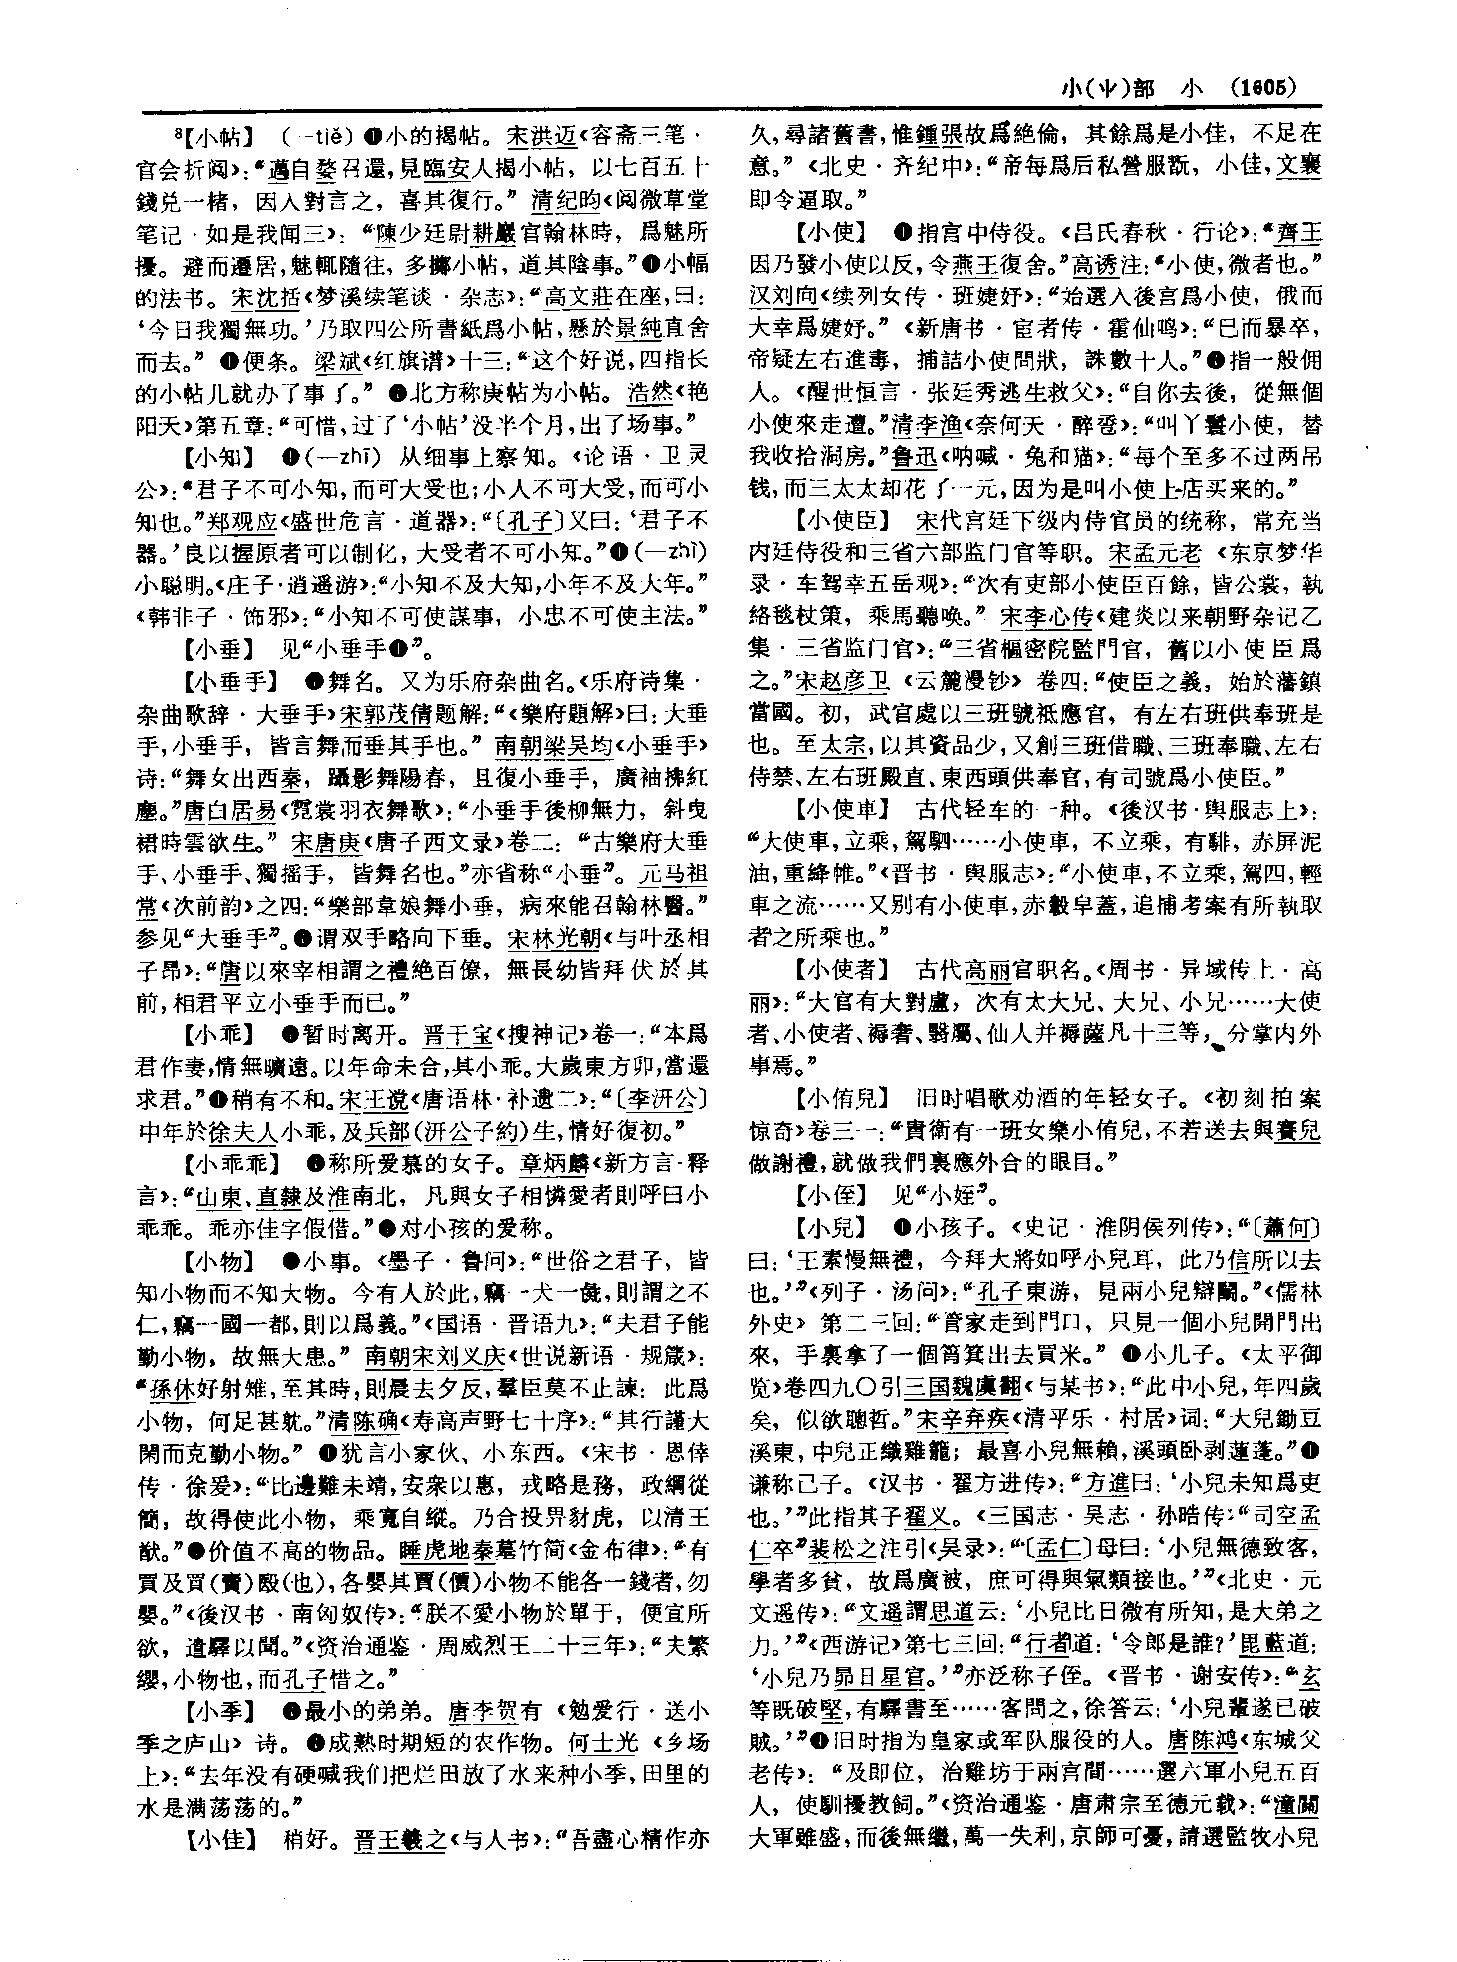 小(⺌)部　小　(1605)
⁸【小帖】　(—tiě)❶小的揭帖。宋洪迈《容斋三笔·
官会折阅》：“邁自婺召還，見臨安人揭小帖，以七百五十
錢兑一楮，因入對言之，喜其復行。”清纪昀《阅微草堂
笔记·如是我闻三》：“陳少廷尉耕巖官翰林時，爲魅所
擾。避而遷居，魅輒隨往，多擲小帖，道其陰事。”❷小幅
的法书。宋沈括《梦溪续笔谈·杂志》：“高文莊在座，曰：
‘今日我獨無功。’乃取四公所書紙爲小帖，懸於景純直舍
而去。”❸便条。梁斌《红旗谱》十三：“这个好说，四指长
的小帖儿就办了事了。”❹北方称庚帖为小帖。浩然《艳
阳天》第五章：“可惜，过了‘小帖’没半个月，出了场事。”
【小知】　❶(—zhī)从细事上察知。《论语·卫灵
公》：“君子不可小知，而可大受也；小人不可大受，而可小
知也。”郑观应《盛世危言·道器》：“〔孔子〕又曰：‘君子不
器。’良以握原者可以制化，大受者不可小知。”❷(—zhì)
小聪明。《庄子·逍遥游》：“小知不及大知，小年不及大年。”
《韩非子·饰邪》：“小知不可使謀事，小忠不可使主法。”
【小垂】　见“小垂手❶”。
【小垂手】　❶舞名。又为乐府杂曲名。《乐府诗集·
杂曲歌辞·大垂手》宋郭茂倩题解：“《樂府題解》曰：大垂
手，小垂手，皆言舞而垂其手也。”南朝梁吴均《小垂手》
诗：“舞女出西秦，躡影舞陽春，且復小垂手，廣袖拂紅
塵。”唐白居易《霓裳羽衣舞歌》：“小垂手後柳無力，斜曳
裙時雲欲生。”宋唐庚《唐子西文录》卷二：“古樂府大垂
手、小垂手、獨摇手，皆舞名也。”亦省称“小垂”。元马祖
常《次前韵》之四：“樂部韋娘舞小垂，病來能召翰林醫。”
参见“大垂手”。❷谓双手略向下垂。宋林光朝《与叶丞相
子昂》：“唐以來宰相謂之禮絶百僚，無長幼皆拜伏於其
前，相君平立小垂手而已。”
【小乖】　❶暂时离开。晋干宝《搜神记》卷一：“本爲
君作妻，情無曠遠。以年命未合，其小乖。大歲東方卯，當還
求君。”❷稍有不和。宋王谠《唐语林·补遗二》：“〔李汧公〕
中年於徐夫人小乖，及兵部(汧公子約)生，情好復初。”
【小乖乖】　❶称所爱慕的女子。章炳麟《新方言·释
言》：“山東、直隸及淮南北，凡與女子相憐愛者則呼曰小
乖乖。乖亦佳字假借。”❷对小孩的爱称。
【小物】　❶小事。《墨子·鲁问》：“世俗之君子，皆
知小物而不知大物。今有人於此，竊一犬一彘，則謂之不
仁，竊一國一都，則以爲義。”《国语·晋语九》：“夫君子能
勤小物，故無大患。”南朝宋刘义庆《世说新语·规箴》：
“孫休好射雉，至其時，則晨去夕反，羣臣莫不止諫：此爲
小物，何足甚躭。”清陈确《寿高声野七十序》：“其行謹大
閑而克勤小物。”❷犹言小家伙、小东西。《宋书·恩倖
传·徐爰》：“比邊難未靖，安衆以惠，戎略是務，政綱從
簡，故得使此小物，乘寬自縱。乃合投畀豺虎，以清王
猷。”❸价值不高的物品。睡虎地秦墓竹简《金布律》：“有
買及買(賣)殹(也)，各嬰其賈(價)小物不能各一錢者，勿
嬰。”《後汉书·南匈奴传》：“朕不愛小物於單于，便宜所
欲，遣驛以聞。”《资治通鉴·周威烈王二十三年》：“夫繁
纓，小物也，而孔子惜之。”
【小季】　❶最小的弟弟。唐李贺有《勉爱行·送小
季之庐山》诗。❷成熟时期短的农作物。何士光《乡场
上》：“去年没有硬喊我们把烂田放了水来种小季，田里的
水是满荡荡的。”
【小佳】　稍好。晋王羲之《与人书》：“吾盡心精作亦
久，尋諸舊書，惟鍾張故爲絶倫，其餘爲是小佳，不足在
意。”《北史·齐纪中》：“帝每爲后私營服翫，小佳，文襄
即令逼取。”
【小使】　❶指宫中侍役。《吕氏春秋·行论》：“齊王
因乃發小使以反，令燕王復舍。”高诱注：“小使，微者也。”
汉刘向《续列女传·班婕妤》：“始選入後宫爲小使，俄而
大幸爲婕妤。”《新唐书·宦者传·霍仙鸣》：“已而暴卒，
帝疑左右進毒，捕詰小使問狀，誅數十人。”❷指一般佣
人。《醒世恒言·张廷秀逃生救父》：“自你去後，從無個
小使來走遭。”清李渔《奈何天·醉卺》：“叫丫鬟小使，替
我收拾洞房。”鲁迅《呐喊·兔和猫》：“每个至多不过两吊
钱，而三太太却花了一元，因为是叫小使上店买来的。”
【小使臣】　宋代宫廷下级内侍官员的统称，常充当
内廷侍役和三省六部监门官等职。宋孟元老《东京梦华
录·车驾幸五岳观》：“次有吏部小使臣百餘，皆公裳，執
絡毬杖策，乘馬聽唤。”宋李心传《建炎以来朝野杂记乙
集·三省监门官》：“三省樞密院監門官，舊以小使臣爲
之。”宋赵彦卫《云麓漫钞》卷四：“使臣之義，始於藩鎮
當國。初，武官處以三班號祗應官，有左右班供奉班是
也。至太宗，以其資品少，又創三班借職、三班奉職、左右
侍禁、左右班殿直、東西頭供奉官，有司號爲小使臣。”
【小使車】　古代轻车的一种。《後汉书·舆服志上》：
“大使車，立乘，駕駟……小使車，不立乘，有騑，赤屏泥
油，重絳帷。”《晋书·舆服志》：“小使車，不立乘，駕四，輕
車之流……又别有小使車，赤轂皁蓋，追捕考案有所執取
者之所乘也。”
【小使者】　古代高丽官职名。《周书·异域传上·高
丽》：“大官有大對盧，次有太大兄、大兄、小兄……大使
者、小使者、褥奢、翳屬、仙人并褥薩凡十三等，分掌内外
事焉。”
【小侑兒】　旧时唱歌劝酒的年轻女子。《初刻拍案
惊奇》卷三一：“貴衛有一班女樂小侑兒，不若送去與賽兒
做謝禮，就做我們裏應外合的眼目。”
【小侄】　见“小姪”。
【小兒】　❶小孩子。《史记·淮阴侯列传》：“〔蕭何〕
曰：‘王素慢無禮，今拜大將如呼小兒耳，此乃信所以去
也。’”《列子·汤问》：“孔子東游，見兩小兒辯鬭。”《儒林
外史》第二三回：“管家走到門口，只見一個小兒開門出
來，手裏拿了一個筲箕出去買米。”❷小儿子。《太平御
览》卷四九〇引三国魏虞翻《与某书》：“此中小兒，年四歲
矣，似欲聰哲。”宋辛弃疾《清平乐·村居》词：“大兒鋤豆
溪東，中兒正織雞籠；最喜小兒無賴，溪頭卧剥蓮蓬。”❸
谦称己子。《汉书·翟方进传》：“方進曰：‘小兒未知爲吏
也。’”此指其子翟义。《三国志·吴志·孙晧传》：“司空孟
仁卒”裴松之注引《吴录》：“〔孟仁〕母曰：‘小兒無德致客，
學者多貧，故爲廣被，庶可得與氣類接也。’”《北史·元
文遥传》：“文遥謂思道云：‘小兒比日微有所知，是大弟之
力。’”《西游记》第七三回：“行者道：‘令郎是誰？’毘藍道：
‘小兒乃昴日星官。’”亦泛称子侄。《晋书·谢安传》：“玄
等既破堅，有驛書至……客問之，徐答云：‘小兒輩遂已破
賊。’”❹旧时指为皇家或军队服役的人。唐陈鸿《东城父
老传》：“及即位，治雞坊于兩宫間……選六軍小兒五百
人，使馴擾教飼。”《资治通鉴·唐肃宗至德元载》：“潼關
大軍雖盛，而後無繼，萬一失利，京師可憂，請選監牧小兒